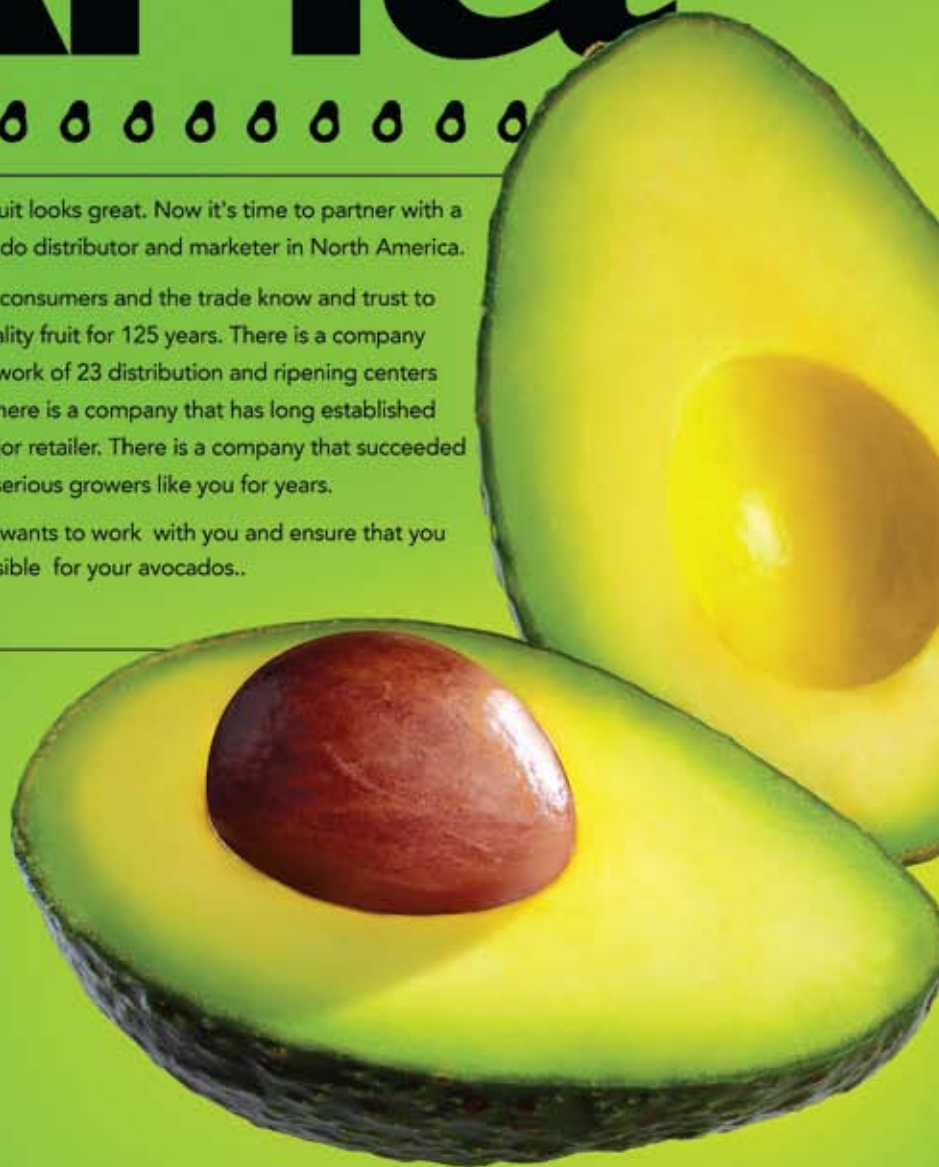 uit looks great. Now it's time to partner with a
do distributor and marketer in North America.
consumers and the trade know and trust to
ality fruit for 125 years. There is a company
work of 23 distribution and ripening centers
here is a company that has long established
or retailer. There is a company that succeeded
serious growers like you for years.
wants to work with you and ensure that you
sible for your avocados..